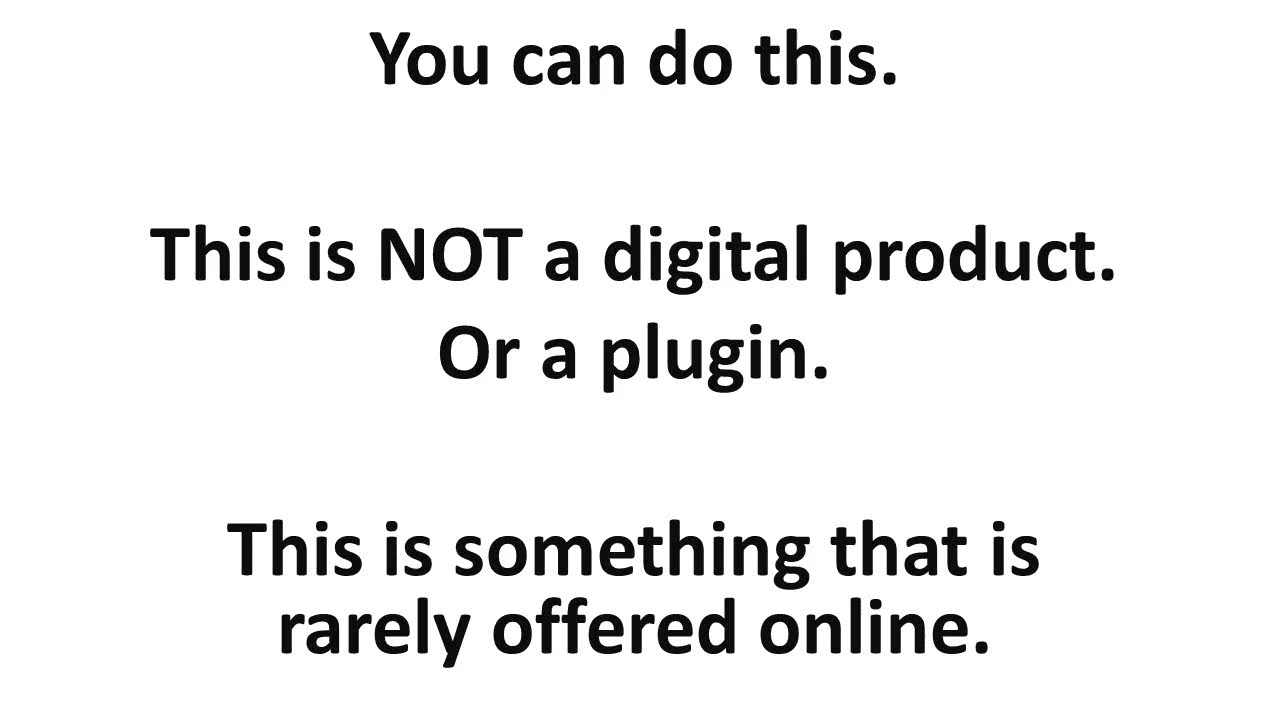 You can do this.
This is NOT a digital product.
Or a plugin.
This is something that is
rarely offered online.